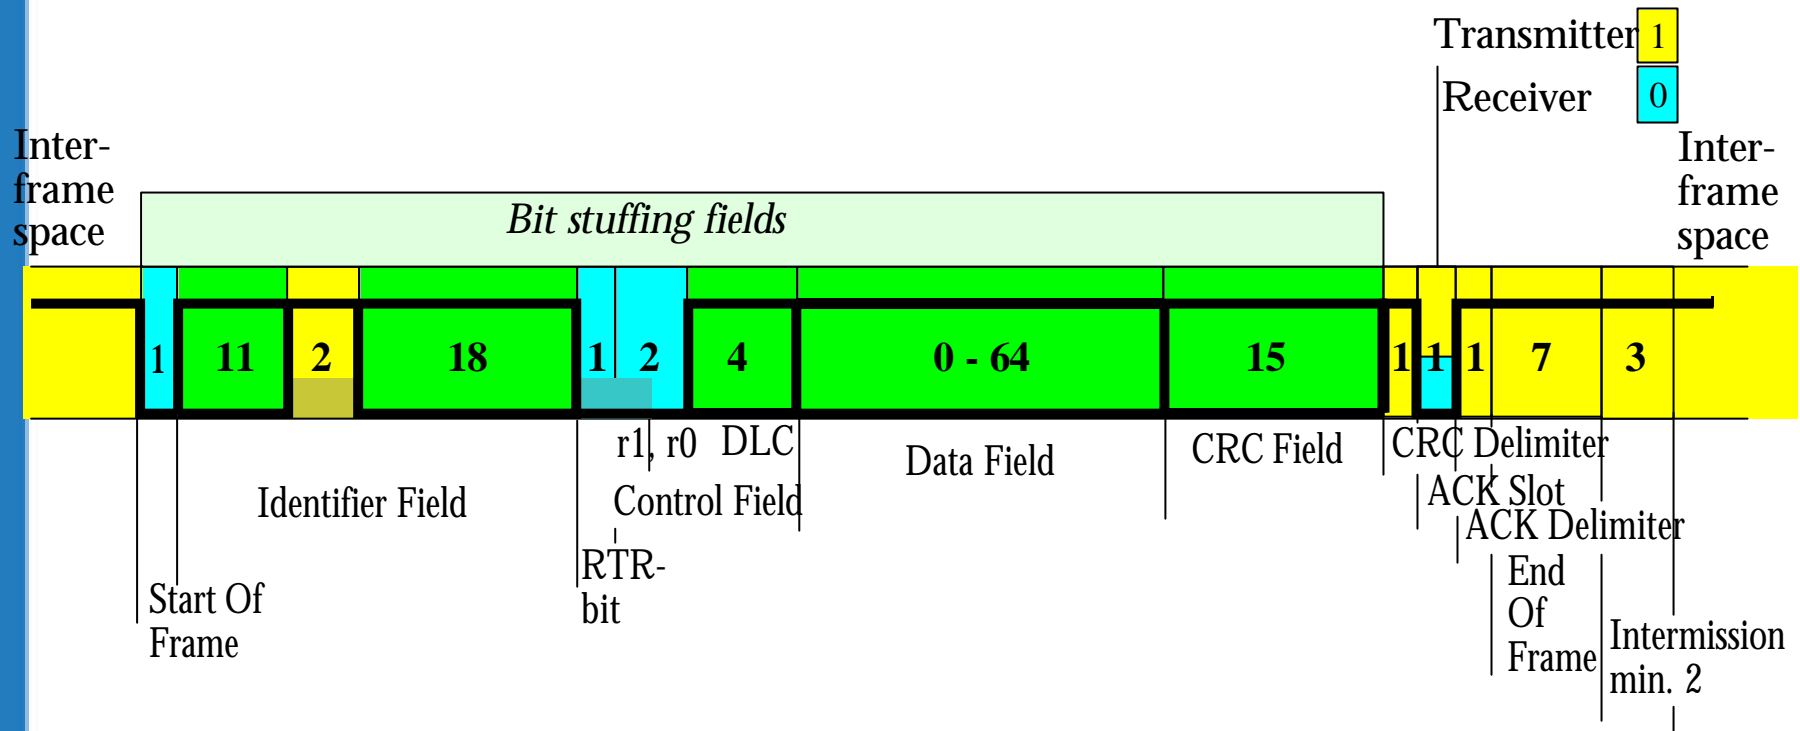 Transmitter 1
Receiver 0
Inter-
frame
space
Inter-
frame
space
Bit stuffing fields
1 11 2 18 1 2 4 0 - 64 15 1 1 1 7 3
r1, r0 DLC
Data Field
CRC Field
CRC Delimiter
Identifier Field
Control Field
ACK Slot
ACK Delimiter
RTR-
bit
End
Of
Frame
Start Of
Frame
Intermission
min. 2